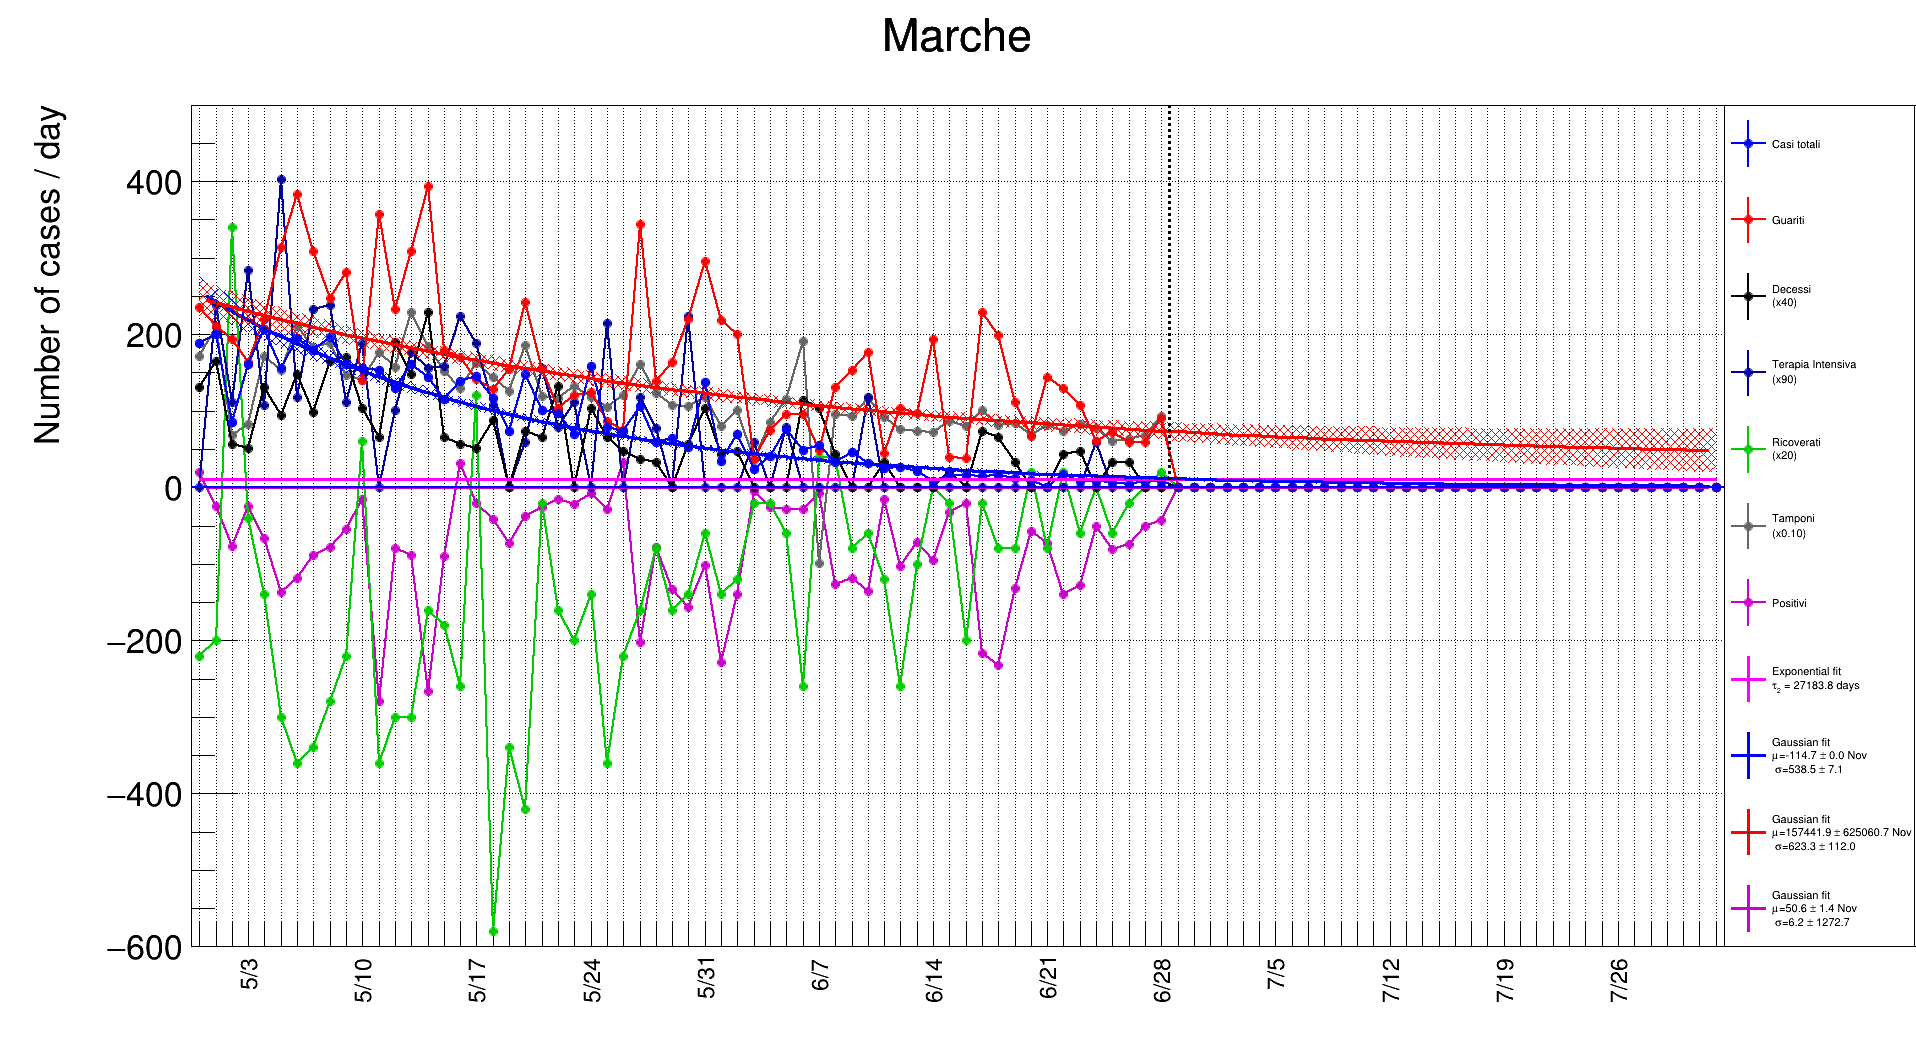 Marche
Number of cases / day
400
200
0
−200
−400
−600
5/3
5/10
5/17
5/24
5/31
6/7
6/14
6/21
6/28
7/5
7/12
7/19
7/26
Casi totali
Guariti
Decessi
(x40)
Terapia Intensiva
(x90)
Ricoverati
(x20)
Tamponi
(x0.10)
Positivi
Exponential fit
τ₂ = 27183.8 days
Gaussian fit
μ=-114.7 ± 0.0 Nov
σ=538.5 ± 7.1
Gaussian fit
μ=157441.9 ± 625060.7 Nov
σ=623.3 ± 112.0
Gaussian fit
μ=50.6 ± 1.4 Nov
σ=6.2 ± 1272.7